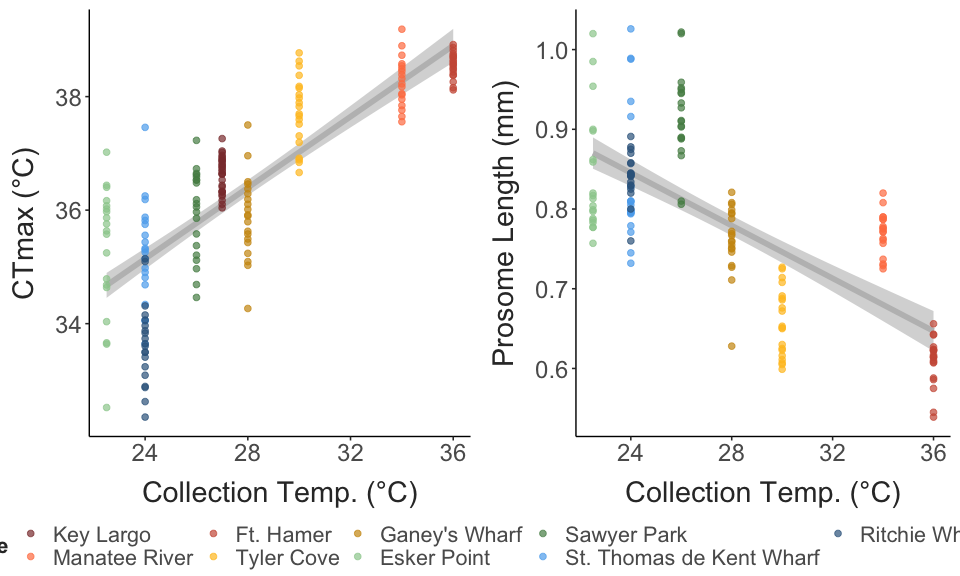 38
36
34
CTmax (°C)
24 28 32 36
Collection Temp. (°C)
1.0
0.9
0.8
0.7
0.6
Prosome Length (mm)
24 28 32 36
Collection Temp. (°C)
Key Largo Ft. Hamer Ganey's Wharf Sawyer Park Ritchie Wh
e
Manatee River Tyler Cove Esker Point St. Thomas de Kent Wharf